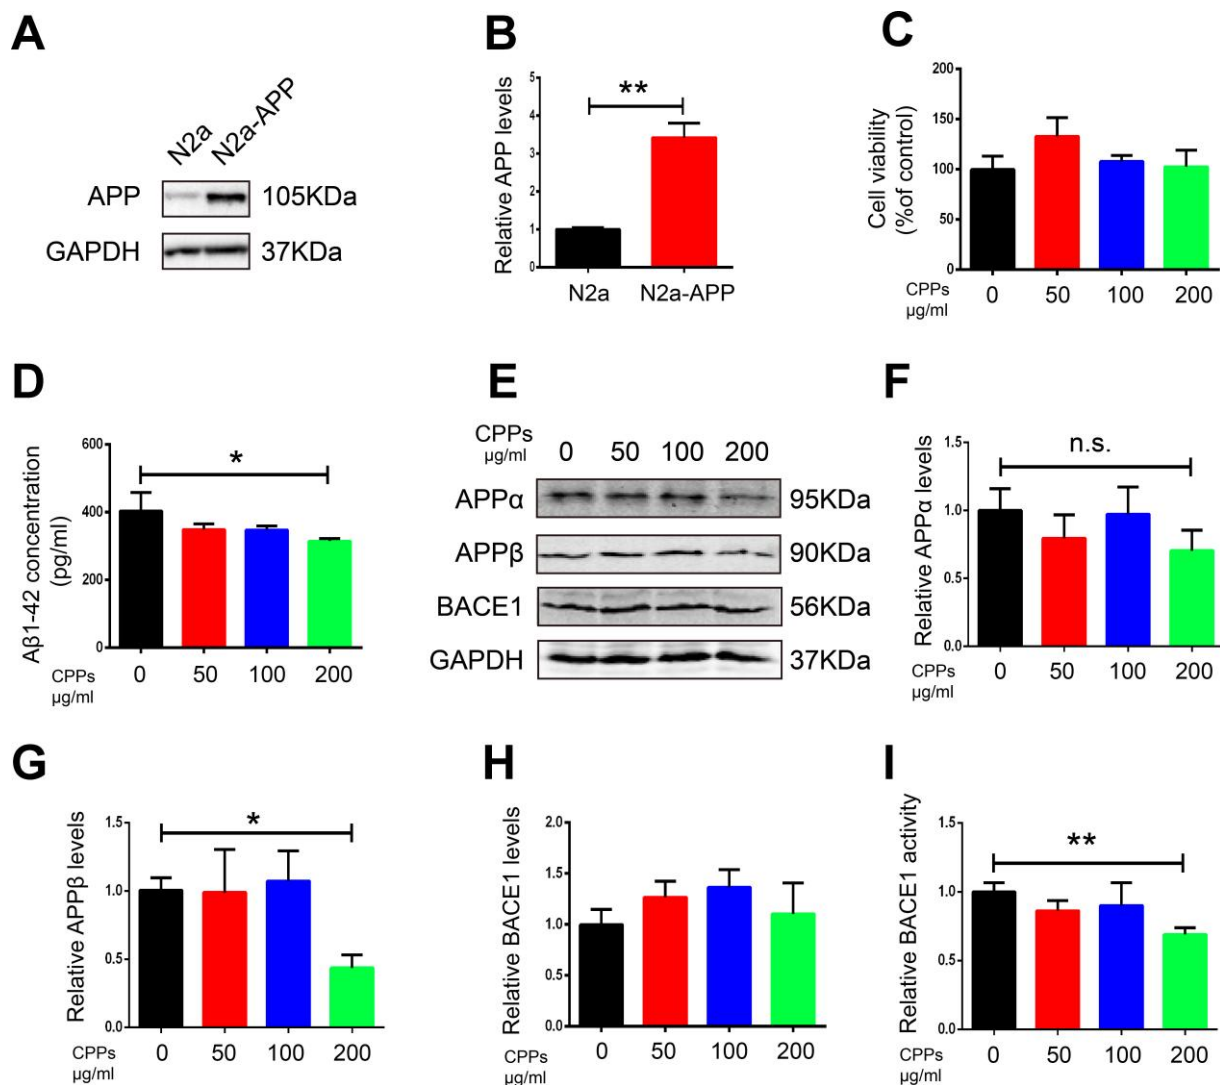 A
N2a N2a-APP
APP 105KDa
GAPDH 37KDa
B
Relative APP levels
5
4
3
2
1
0
**
N2a N2a-APP
C
Cell viability
(%of control)
200
150
100
50
0
CPPs
µg/ml
0 50 100 200
D
Aβ1-42 concentration
(pg/ml)
600
400
200
0
*
CPPs
µg/ml
0 50 100 200
E
CPPs
µg/ml
0 50 100 200
APPα 95KDa
APPβ 90KDa
BACE1 56KDa
GAPDH 37KDa
F
Relative APPα levels
1.5
1.0
0.5
0.0
n.s.
CPPs
µg/ml
0 50 100 200
G
Relative APPβ levels
1.5
1.0
0.5
0.0
*
CPPs
µg/ml
0 50 100 200
H
Relative BACE1 levels
2.0
1.5
1.0
0.5
0.0
CPPs
µg/ml
0 50 100 200
I
Relative BACE1 activity
1.5
1.0
0.5
0.0
**
CPPs
µg/ml
0 50 100 200